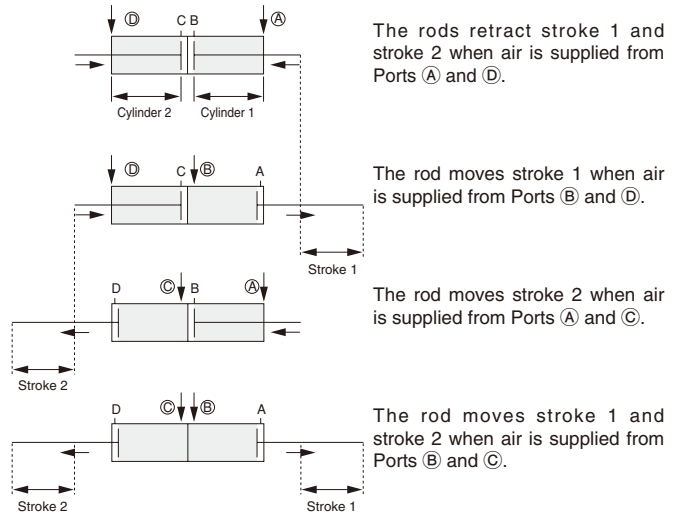 Ⓓ C B Ⓐ
Cylinder 2 Cylinder 1
The rods retract stroke 1 and
stroke 2 when air is supplied from
Ports Ⓐ and Ⓓ.
Ⓓ C Ⓑ A
Stroke 1
The rod moves stroke 1 when air
is supplied from Ports Ⓑ and Ⓓ.
D Ⓒ B Ⓐ
Stroke 2
The rod moves stroke 2 when air
is supplied from Ports Ⓐ and Ⓒ.
D Ⓒ Ⓑ A
Stroke 2 Stroke 1
The rod moves stroke 1 and
stroke 2 when air is supplied from
Ports Ⓑ and Ⓒ.